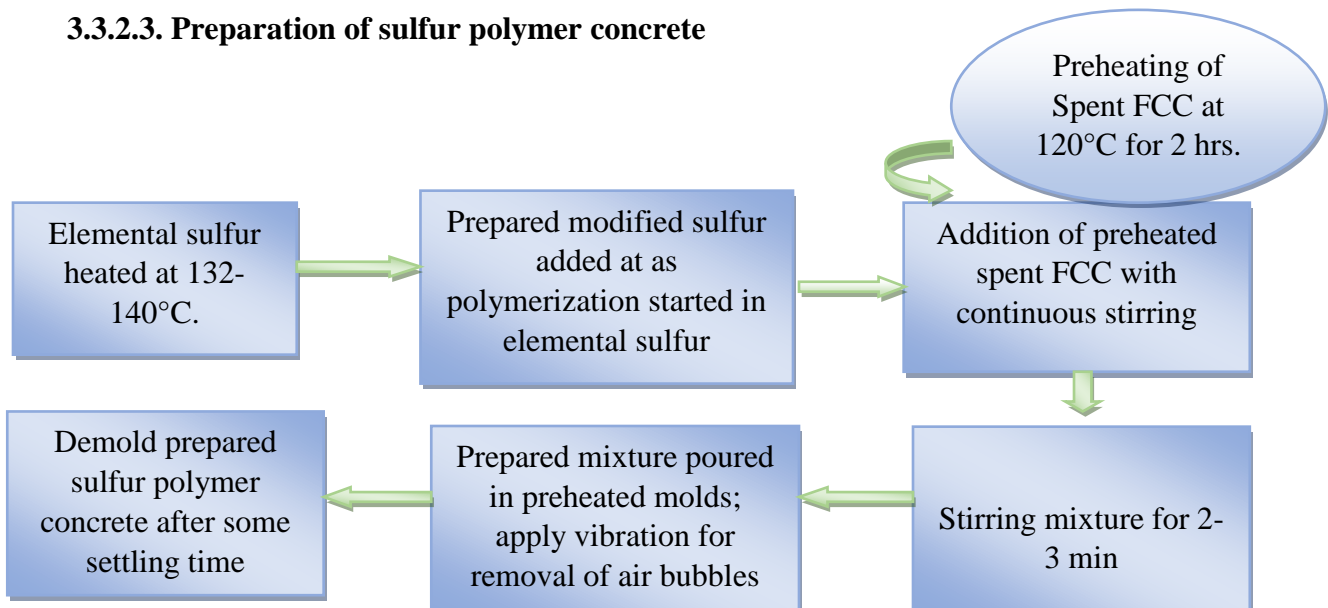 3.3.2.3. Preparation of sulfur polymer concrete
Preheating of
Spent FCC at
120°C for 2 hrs.
Elemental sulfur
heated at 132-
140°C.
Prepared modified sulfur
added at as
polymerization started in
elemental sulfur
Addition of preheated
spent FCC with
continuous stirring
Stirring mixture for 2-
3 min
Prepared mixture poured
in preheated molds;
apply vibration for
removal of air bubbles
Demold prepared
sulfur polymer
concrete after some
settling time